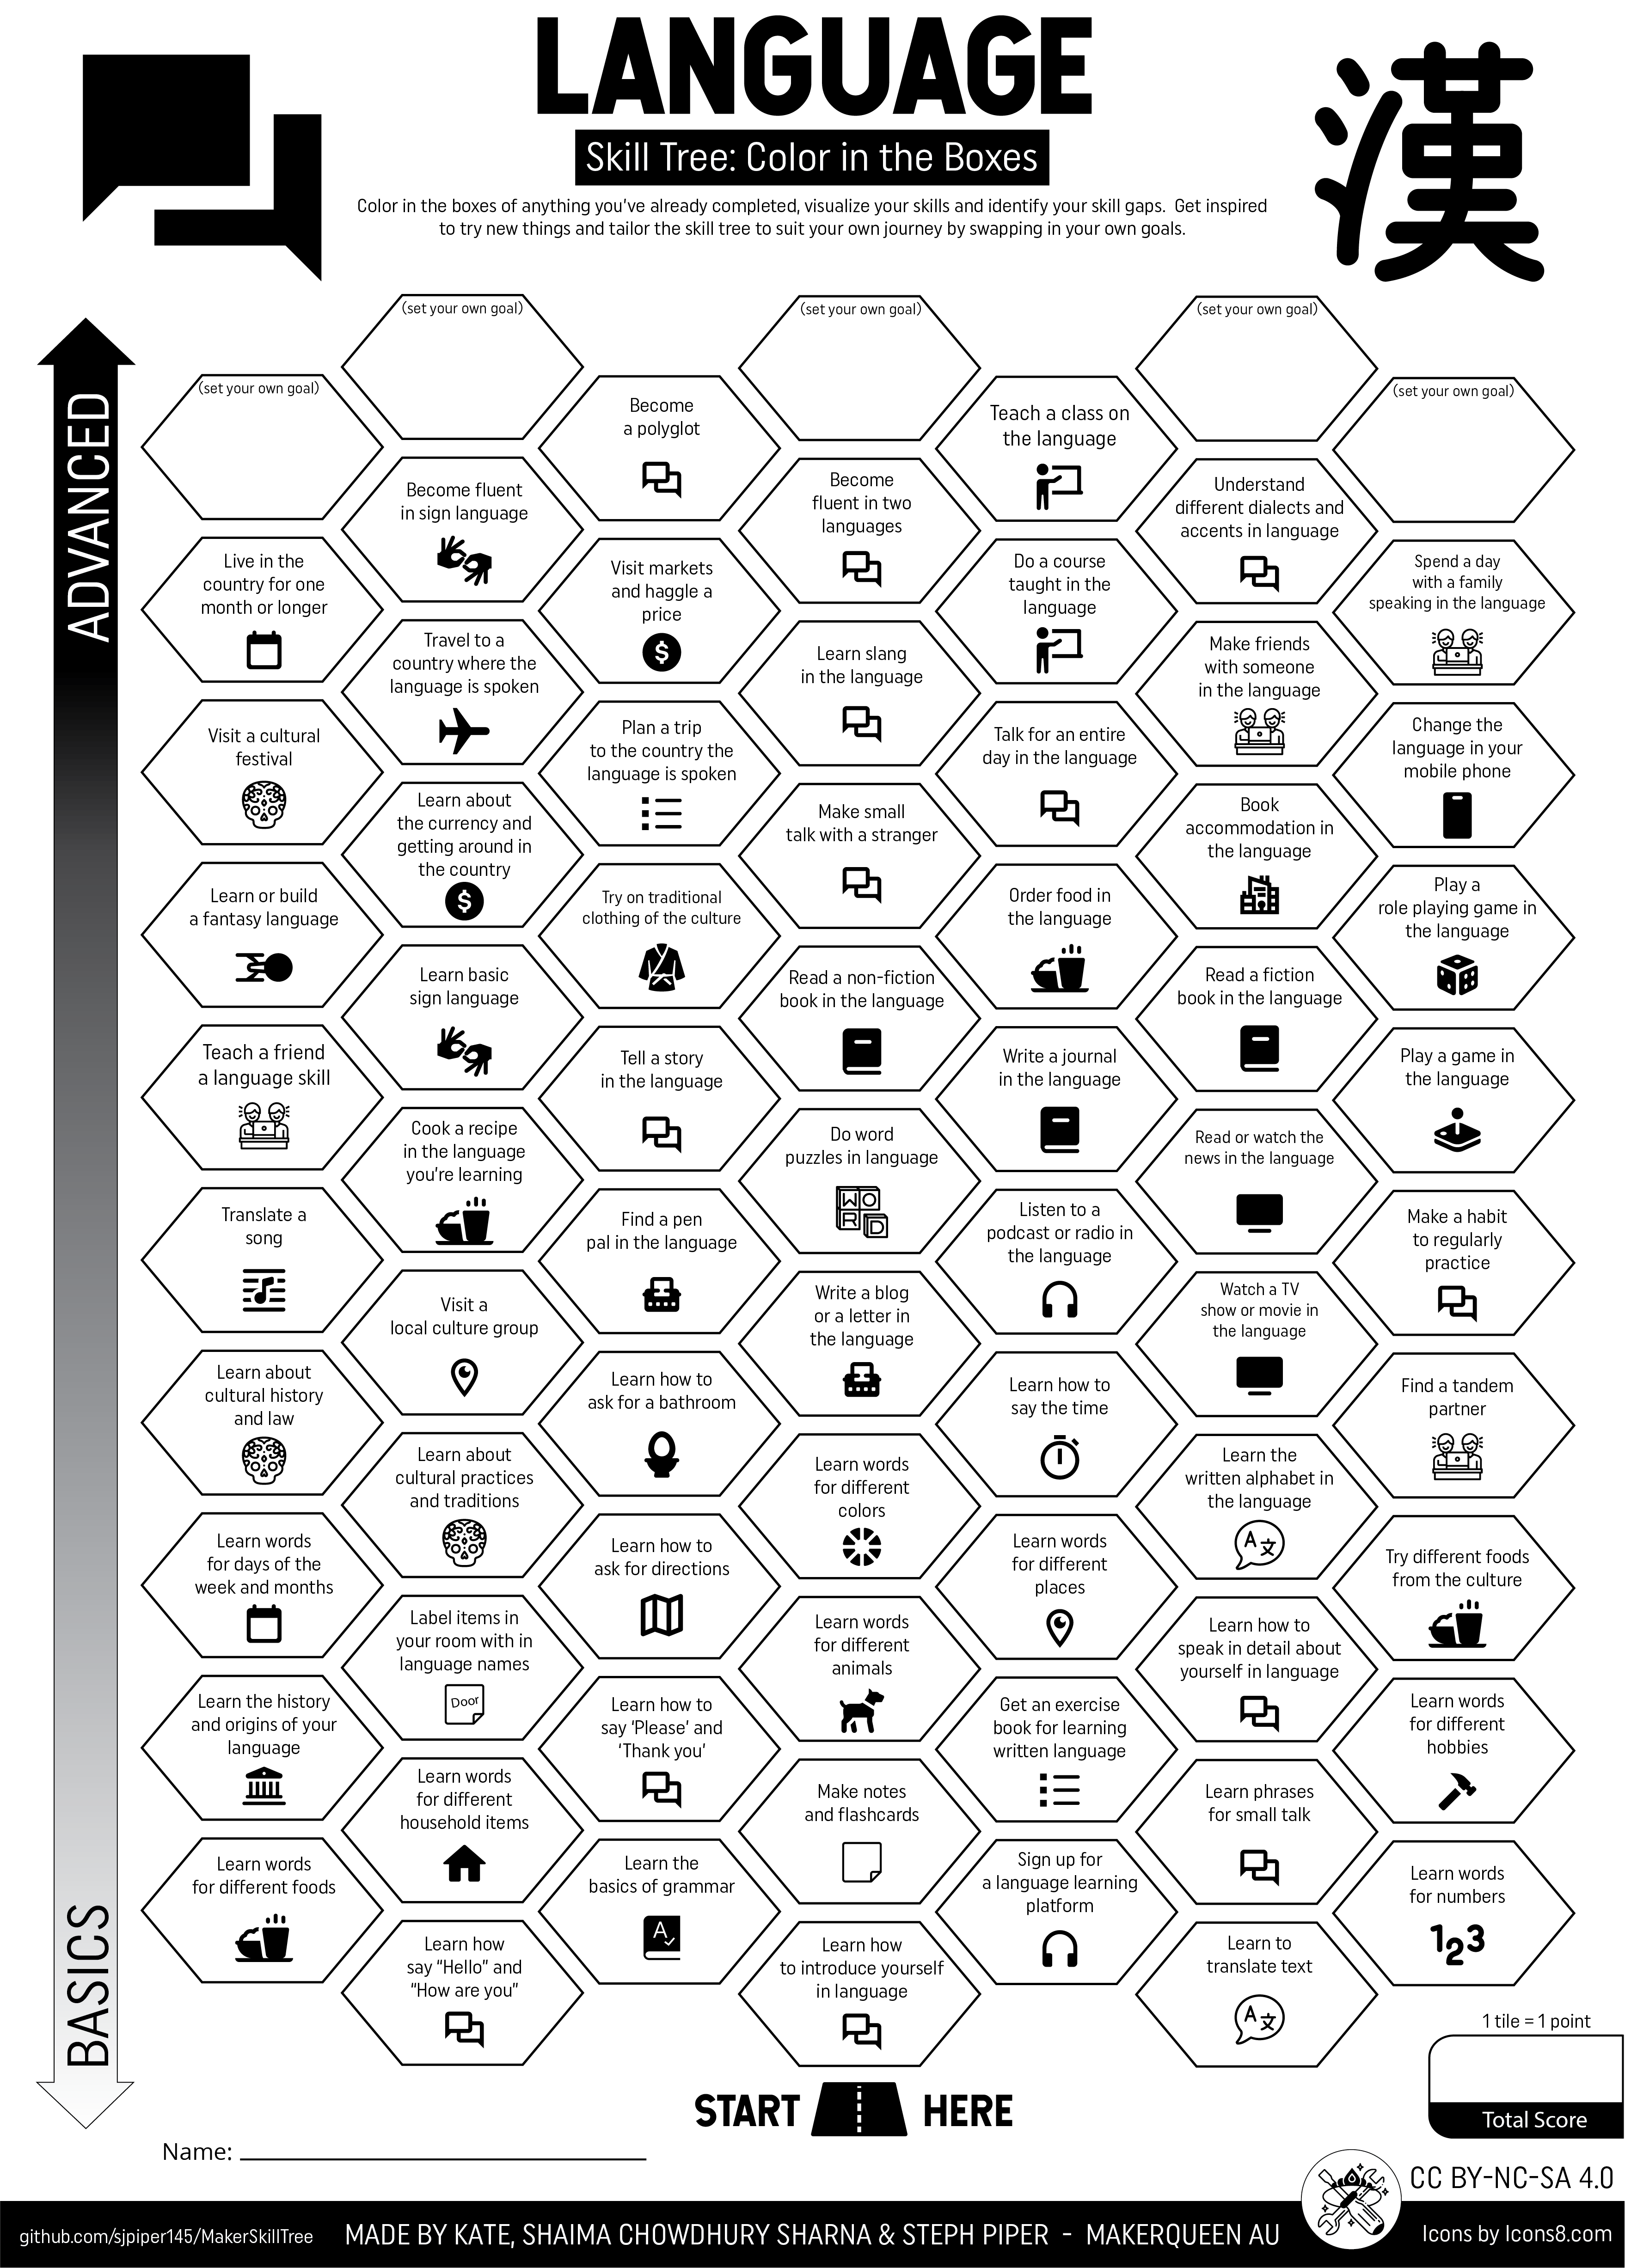 LANGUAGE
Skill Tree: Color in the Boxes
Color in the boxes of anything you've already completed, visualize your skills and identify your skill gaps.  Get inspired
to try new things and tailor the skill tree to suit your own journey by swapping in your own goals.
漢
ADVANCED
BASICS
(set your own goal)
(set your own goal)
(set your own goal)
(set your own goal)
(set your own goal)
Become
a polyglot
Teach a class on
the language
Become fluent
in sign language
Become
fluent in two
languages
Understand
different dialects and
accents in language
Live in the
country for one
month or longer
Visit markets
and haggle a
price
$
Do a course
taught in the
language
Spend a day
with a family
speaking in the language
Travel to a
country where the
language is spoken
Learn slang
in the language
Make friends
with someone
in the language
Visit a cultural
festival
Plan a trip
to the country the
language is spoken
Talk for an entire
day in the language
Change the
language in your
mobile phone
Learn about
the currency and
getting around in
the country
$
Make small
talk with a stranger
Book
accommodation in
the language
Learn or build
a fantasy language
Try on traditional
clothing of the culture
Order food in
the language
Play a
role playing game in
the language
Learn basic
sign language
Read a non-fiction
book in the language
Read a fiction
book in the language
Teach a friend
a language skill
Tell a story
in the language
Write a journal
in the language
Play a game in
the language
Cook a recipe
in the language
you're learning
Do word
puzzles in language
WO
RD
Read or watch the
news in the language
Translate a
song
Find a pen
pal in the language
Listen to a
podcast or radio in
the language
Make a habit
to regularly
practice
Visit a
local culture group
Write a blog
or a letter in
the language
Watch a TV
show or movie in
the language
Learn about
cultural history
and law
Learn how to
ask for a bathroom
Learn how to
say the time
Find a tandem
partner
Learn about
cultural practices
and traditions
Learn words
for different
colors
Learn the
written alphabet in
the language
A文
Learn words
for days of the
week and months
Learn how to
ask for directions
Learn words
for different
places
Try different foods
from the culture
Label items in
your room with in
language names
Door
Learn words
for different
animals
Learn how to
speak in detail about
yourself in language
Learn the history
and origins of your
language
Learn how to
say ‘Please’ and
‘Thank you’
Get an exercise
book for learning
written language
Learn words
for different
hobbies
Learn words
for different
household items
Make notes
and flashcards
Learn phrases
for small talk
Learn words
for different foods
Learn the
basics of grammar
A
Sign up for
a language learning
platform
Learn words
for numbers
123
Learn how
say “Hello” and
“How are you”
Learn how
to introduce yourself
in language
Learn to
translate text
A文
1 tile = 1 point
Total Score
START HERE
Name:
CC BY-NC-SA 4.0
github.com/sjpiper145/MakerSkillTree
MADE BY KATE, SHAIMA CHOWDHURY SHARNA & STEPH PIPER  -  MAKERQUEEN AU
Icons by Icons8.com